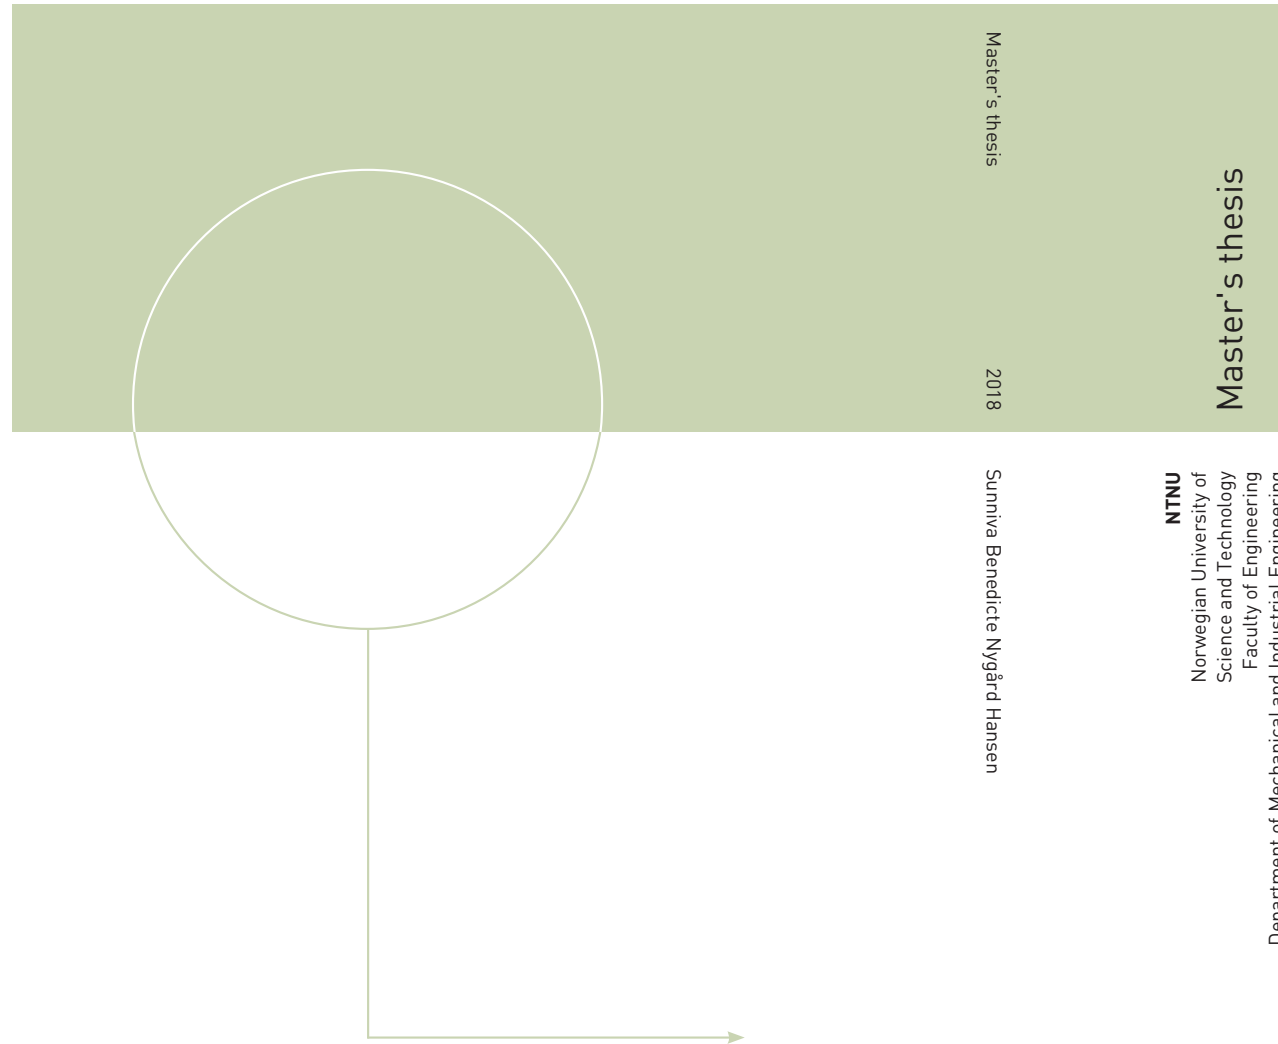 Master's thesis
2018
Sunniva Benedicte Nygård Hansen
Master's thesis
NTNU
Norwegian University of
Science and Technology
Faculty of Engineering
Department of Mechanical and Industrial Engineering